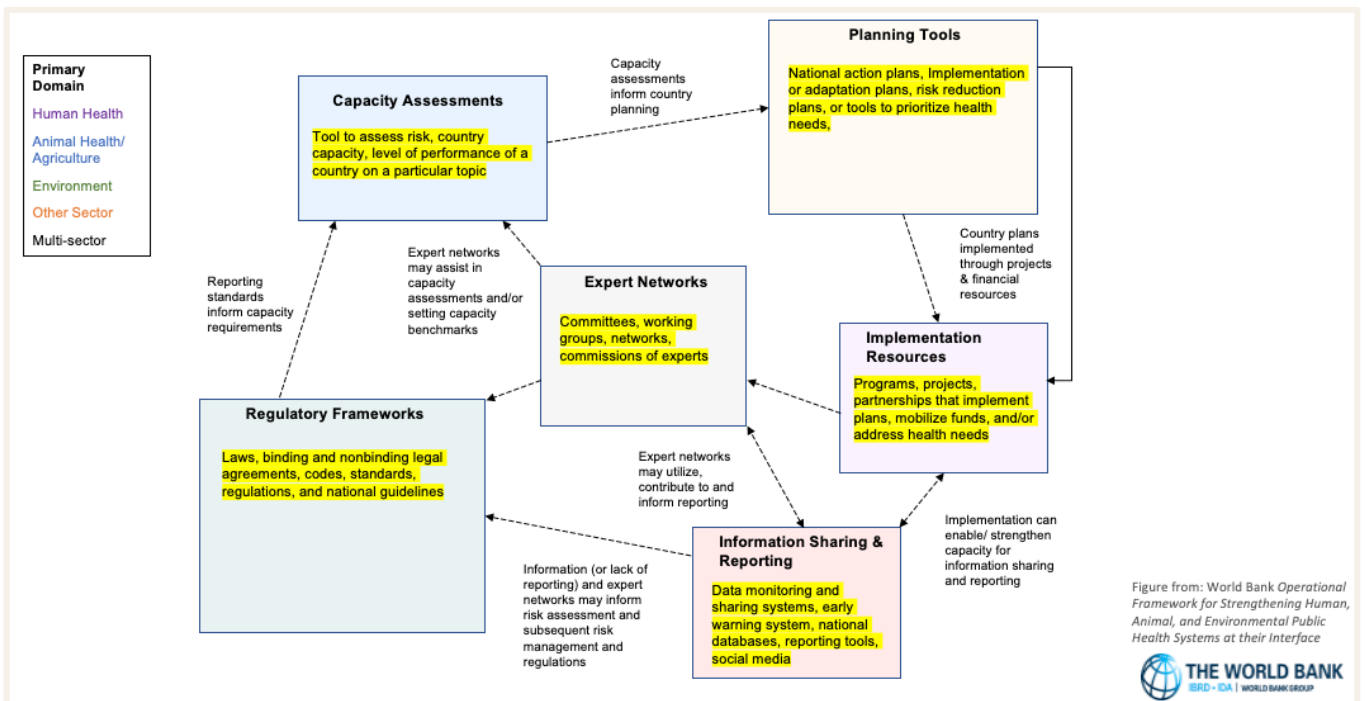 Primary
Domain
Human Health
Animal Health/
Agriculture
Environment
Other Sector
Multi-sector
Capacity Assessments
Tool to assess risk, country
capacity, level of performance of a
country on a particular topic
Capacity
assessments
inform country
planning
Planning Tools
National action plans, Implementation
or adaptation plans, risk reduction
plans, or tools to prioritize health
needs,
Reporting
standards
inform capacity
requirements
Expert networks
may assist in
capacity
assessments and/or
setting capacity
benchmarks
Expert Networks
Committees, working
groups, networks,
commissions of experts
Country plans
implemented
through projects
& financial
resources
Implementation
Resources
Programs, projects,
partnerships that implement
plans, mobilize funds, and/or
address health needs
Regulatory Frameworks
Laws, binding and nonbinding legal
agreements, codes, standards,
regulations, and national guidelines
Expert networks
may utilize,
contribute to and
inform reporting
Information (or lack of
reporting) and expert
networks may inform
risk assessment and
subsequent risk
management and
regulations
Information Sharing &
Reporting
Data monitoring and
sharing systems, early
warning system, national
databases, reporting tools,
social media
Implementation can
enable/ strengthen
capacity for
information sharing
and reporting
Figure from: World Bank Operational
Framework for Strengthening Human,
Animal, and Environmental Public
Health Systems at their Interface
THE WORLD BANK
IBRD • IDA | WORLD BANK GROUP